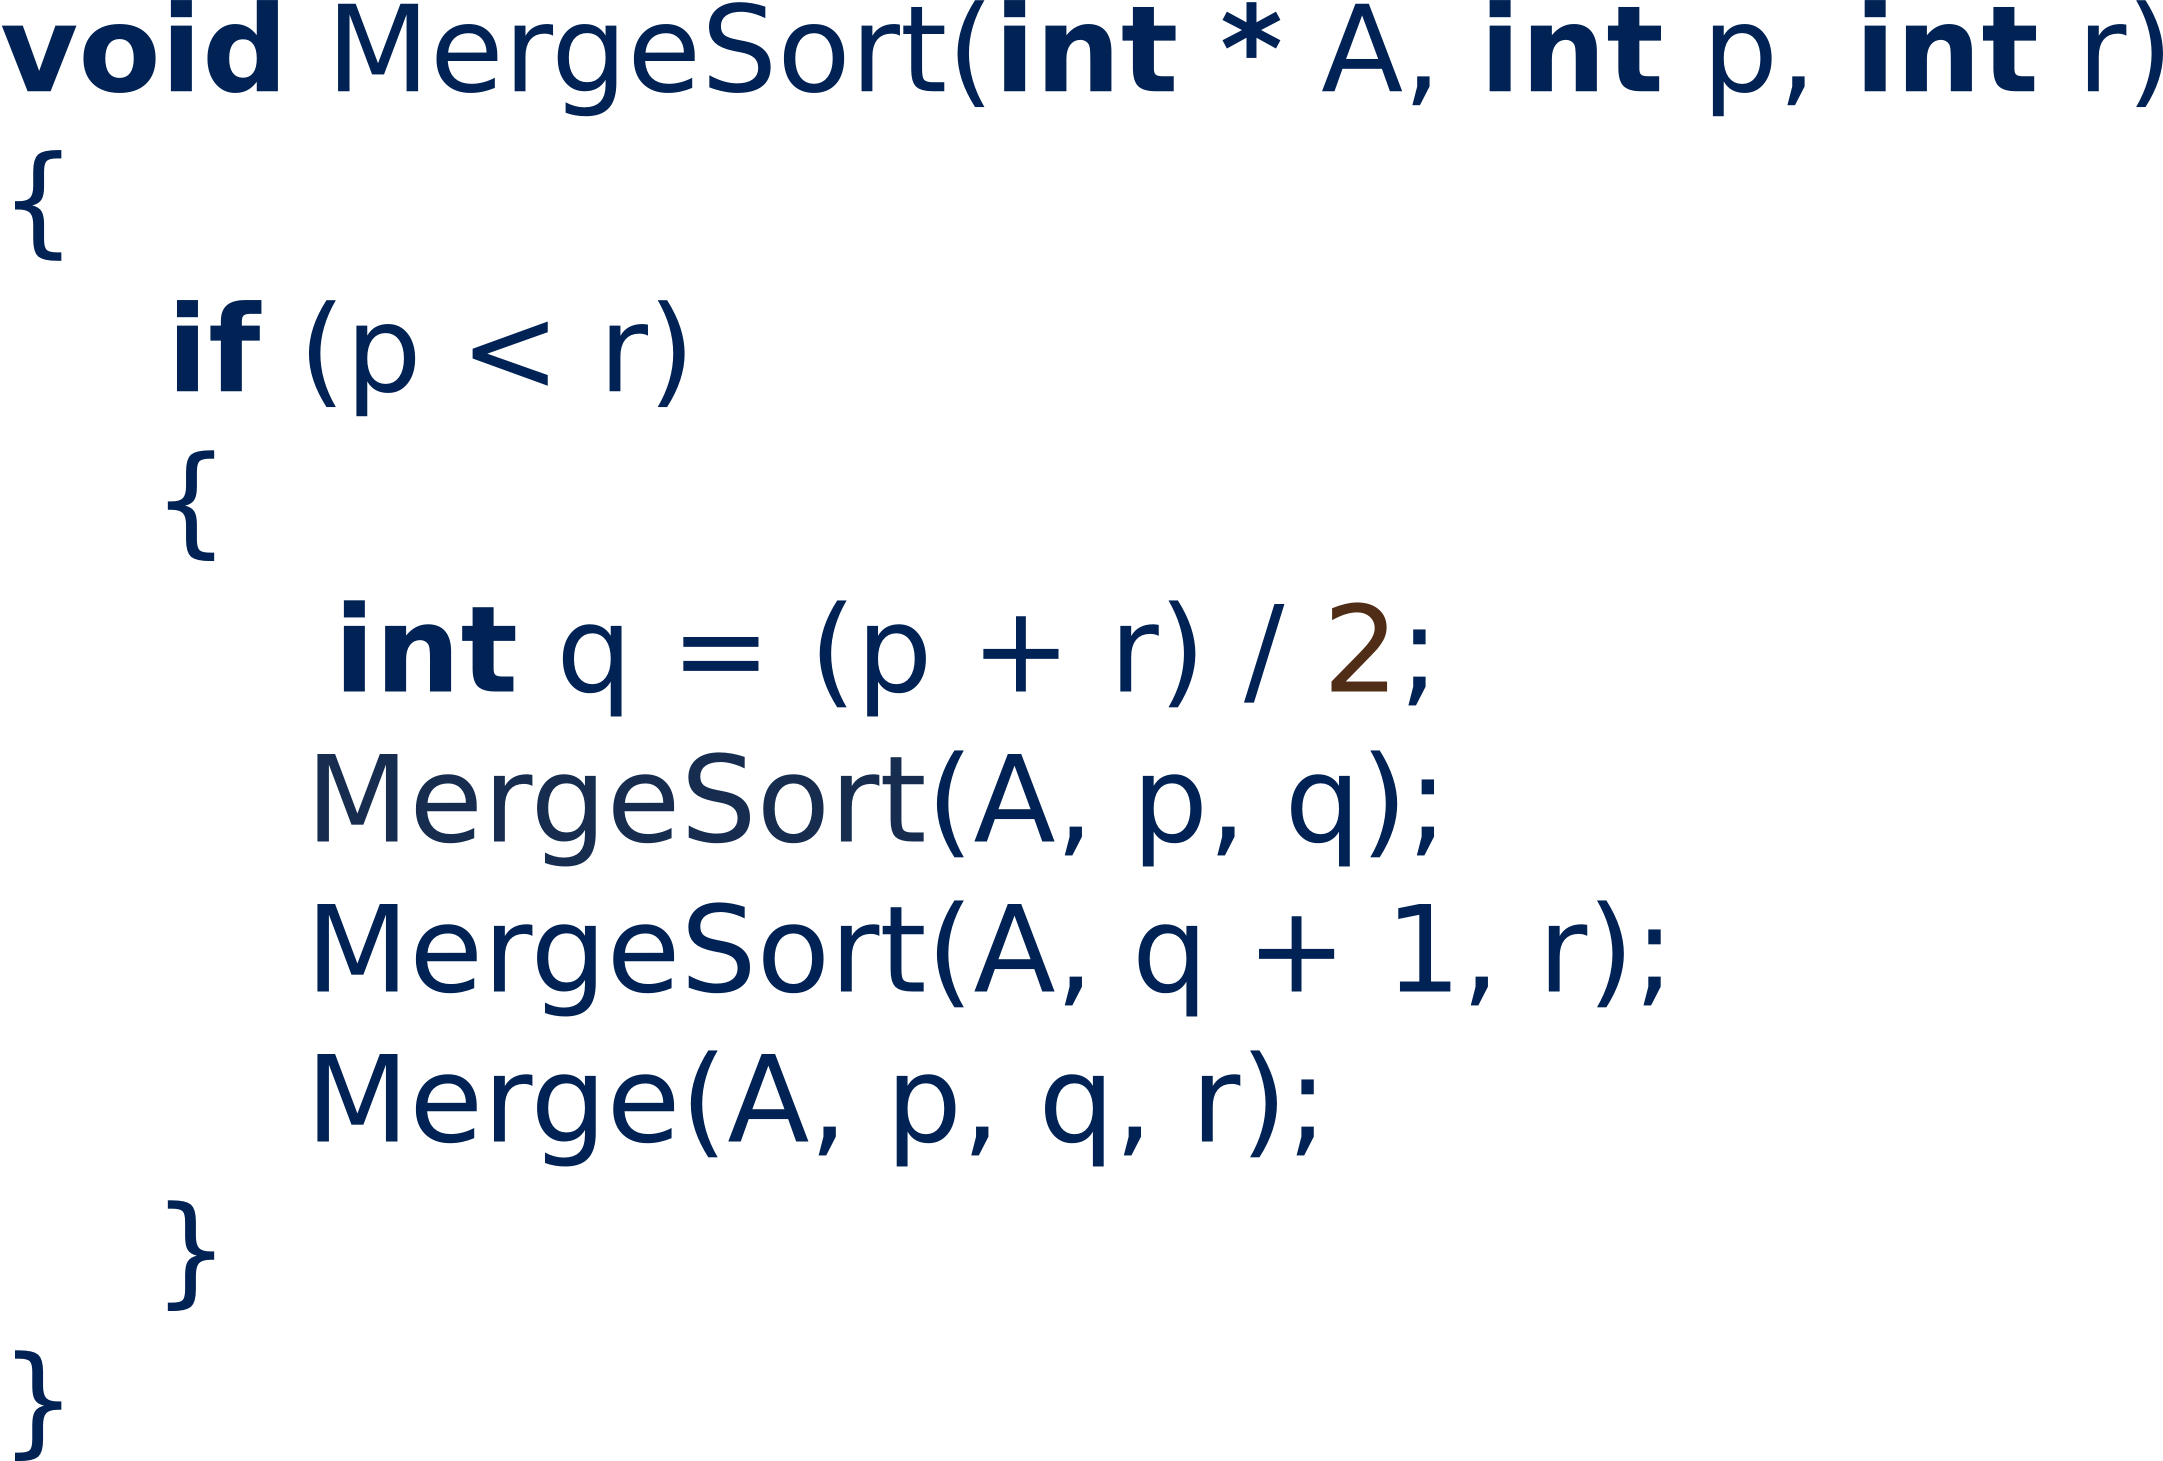 void MergeSort(int * A, int p, int r)
{
if (p < r)
{
int q = (p + r) / 2;
MergeSort(A, p, q);
MergeSort(A, q + 1, r);
Merge(A, p, q, r);
}
}